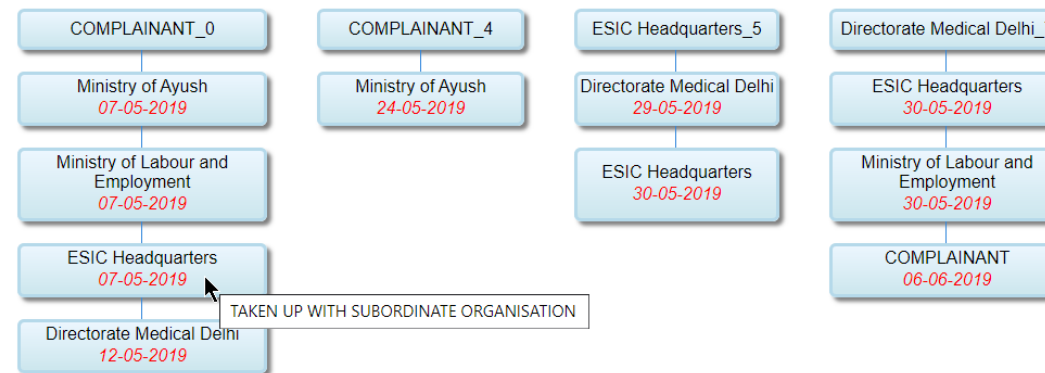 COMPLAINANT_0
Ministry of Ayush
07-05-2019
Ministry of Labour and
Employment
07-05-2019
ESIC Headquarters
07-05-2019
TAKEN UP WITH SUBORDINATE ORGANISATION
Directorate Medical Delhi
12-05-2019
COMPLAINANT_4
Ministry of Ayush
24-05-2019
ESIC Headquarters_5
Directorate Medical Delhi
29-05-2019
ESIC Headquarters
30-05-2019
Directorate Medical Delhi_
ESIC Headquarters
30-05-2019
Ministry of Labour and
Employment
30-05-2019
COMPLAINANT
06-06-2019